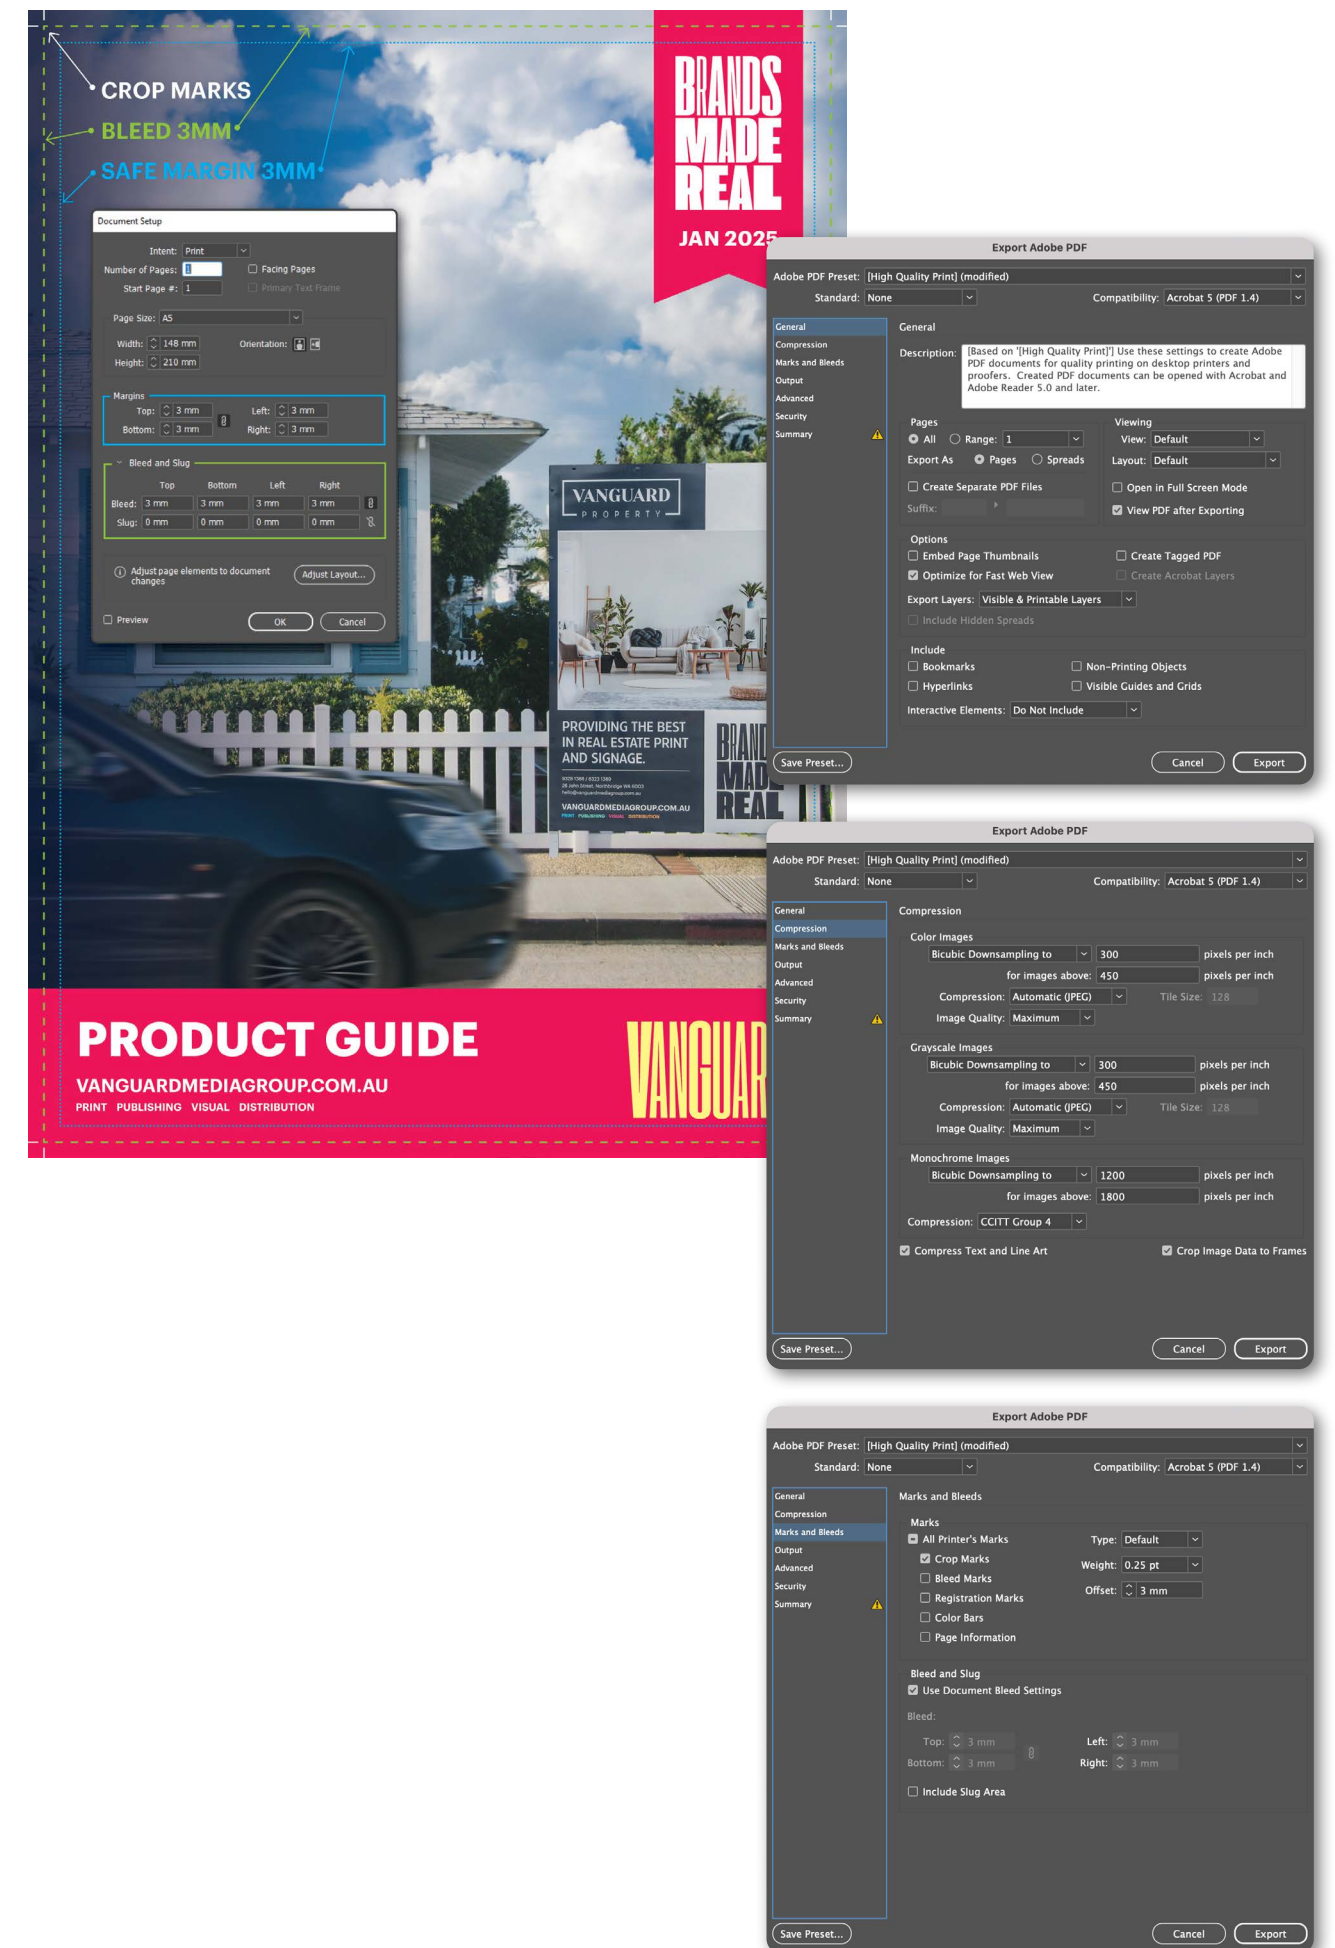 CROP MARKS
BLEED 3MM
SAFE MARGIN 3MM
BRANDS
MADE
REAL
JAN 2025
Document Setup
Intent: Print
Number of Pages: 1 Facing Pages
Start Page #: 1 Primary Text Frame
Page Size: A5
Width: 148 mm Orientation:
Height: 210 mm
Margins
Top: 3 mm Left: 3 mm
Bottom: 3 mm Right: 3 mm
Bleed and Slug
Top Bottom Left Right
Bleed: 3 mm 3 mm 3 mm 3 mm
Slug: 0 mm 0 mm 0 mm 0 mm
Adjust page elements to document
changes
Adjust Layout...
Preview OK Cancel
VANGUARD
PROPERTY
PROVIDING THE BEST
IN REAL ESTATE PRINT
AND SIGNAGE.
9328 1366 / 6323 1389
28 John Street, Northbridge WA 6003
hello@vanguardmediagroup.com.au
VANGUARDMEDIAGROUP.COM.AU
PRINT PUBLISHING VISUAL DISTRIBUTION
BRAND
MADE
REAL
PRODUCT GUIDE
VANGUARDMEDIAGROUP.COM.AU
PRINT PUBLISHING VISUAL DISTRIBUTION
VANGUAR
Export Adobe PDF
Adobe PDF Preset: [High Quality Print] (modified)
Standard: None Compatibility: Acrobat 5 (PDF 1.4)
General
Compression
Marks and Bleeds
Output
Advanced
Security
Summary
General
Description: [Based on '[High Quality Print]'] Use these settings to create Adobe
PDF documents for quality printing on desktop printers and
proofers. Created PDF documents can be opened with Acrobat and
Adobe Reader 5.0 and later.
Pages
All Range: 1
Export As Pages Spreads
Create Separate PDF Files
Suffix:
Viewing
View: Default
Layout: Default
Open in Full Screen Mode
View PDF after Exporting
Options
Embed Page Thumbnails Create Tagged PDF
Optimize for Fast Web View Create Acrobat Layers
Export Layers: Visible & Printable Layers
Include Hidden Spreads
Include
Bookmarks Non-Printing Objects
Hyperlinks Visible Guides and Grids
Interactive Elements: Do Not Include
Save Preset... Cancel Export
Export Adobe PDF
Adobe PDF Preset: [High Quality Print] (modified)
Standard: None Compatibility: Acrobat 5 (PDF 1.4)
General
Compression
Marks and Bleeds
Output
Advanced
Security
Summary
Compression
Color Images
Bicubic Downsampling to 300 pixels per inch
for images above: 450 pixels per inch
Compression: Automatic (JPEG) Tile Size: 128
Image Quality: Maximum
Grayscale Images
Bicubic Downsampling to 300 pixels per inch
for images above: 450 pixels per inch
Compression: Automatic (JPEG) Tile Size: 128
Image Quality: Maximum
Monochrome Images
Bicubic Downsampling to 1200 pixels per inch
for images above: 1800 pixels per inch
Compression: CCITT Group 4
Compress Text and Line Art Crop Image Data to Frames
Save Preset... Cancel Export
Export Adobe PDF
Adobe PDF Preset: [High Quality Print] (modified)
Standard: None Compatibility: Acrobat 5 (PDF 1.4)
General
Compression
Marks and Bleeds
Output
Advanced
Security
Summary
Marks and Bleeds
Marks
All Printer's Marks Type: Default
Crop Marks Weight: 0.25 pt
Bleed Marks Offset: 3 mm
Registration Marks
Color Bars
Page Information
Bleed and Slug
Use Document Bleed Settings
Bleed:
Top: 3 mm Left: 3 mm
Bottom: 3 mm Right: 3 mm
Include Slug Area
Save Preset... Cancel Export